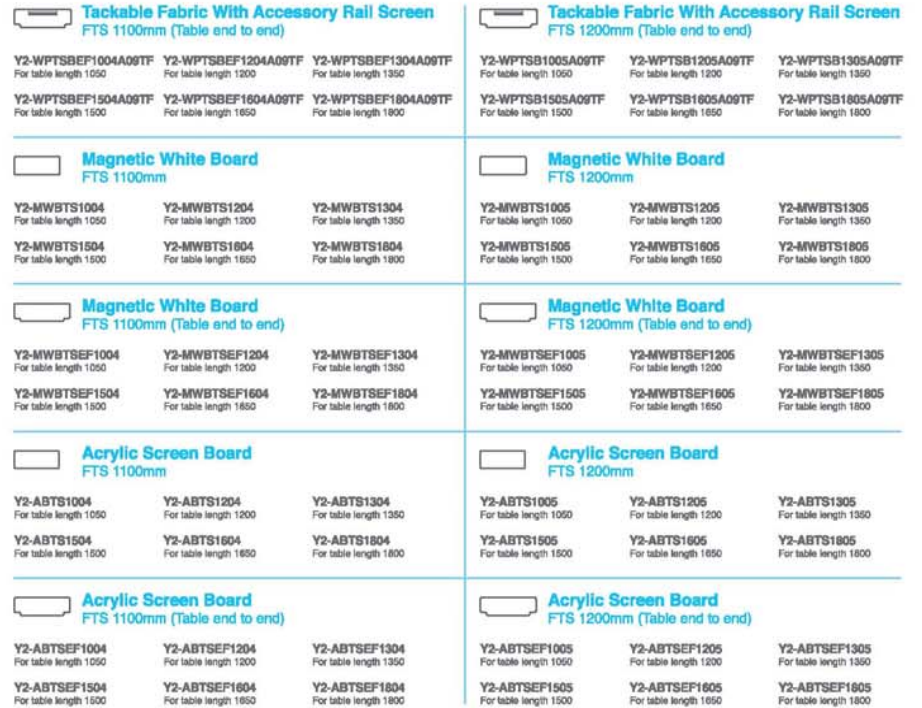 Tackable Fabric With Accessory Rail Screen
FTS 1100mm (Table end to end)
Y2-WPTSBEF1004A09TF Y2-WPTSBEF1204A09TF Y2-WPTSBEF1304A09TF
For table length 1050 For table length 1200 For table length 1350
Y2-WPTSBEF1504A09TF Y2-WPTSBEF1604A09TF Y2-WPTSBEF1804A09TF
For table length 1500 For table length 1650 For table length 1800
Tackable Fabric With Accessory Rail Screen
FTS 1200mm (Table end to end)
Y2-WPTSB1005A09TF Y2-WPTSB1205A09TF Y2-WPTSB1305A09TF
For table length 1050 For table length 1200 For table length 1350
Y2-WPTSB1505A09TF Y2-WPTSB1605A09TF Y2-WPTSB1805A09TF
For table length 1500 For table length 1650 For table length 1800
Magnetic White Board
FTS 1100mm
Y2-MWBTS1004 Y2-MWBTS1204 Y2-MWBTS1304
For table length 1050 For table length 1200 For table length 1350
Y2-MWBTS1504 Y2-MWBTS1604 Y2-MWBTS1804
For table length 1500 For table length 1650 For table length 1800
Magnetic White Board
FTS 1200mm
Y2-MWBTS1005 Y2-MWBTS1205 Y2-MWBTS1305
For table length 1050 For table length 1200 For table length 1350
Y2-MWBTS1505 Y2-MWBTS1605 Y2-MWBTS1805
For table length 1500 For table length 1650 For table length 1800
Magnetic White Board
FTS 1100mm (Table end to end)
Y2-MWBTSEF1004 Y2-MWBTSEF1204 Y2-MWBTSEF1304
For table length 1050 For table length 1200 For table length 1350
Y2-MWBTSEF1504 Y2-MWBTSEF1604 Y2-MWBTSEF1804
For table length 1500 For table length 1650 For table length 1800
Magnetic White Board
FTS 1200mm (Table end to end)
Y2-MWBTSEF1005 Y2-MWBTSEF1205 Y2-MWBTSEF1305
For table length 1050 For table length 1200 For table length 1350
Y2-MWBTSEF1505 Y2-MWBTSEF1605 Y2-MWBTSEF1805
For table length 1500 For table length 1650 For table length 1800
Acrylic Screen Board
FTS 1100mm
Y2-ABTS1004 Y2-ABTS1204 Y2-ABTS1304
For table length 1050 For table length 1200 For table length 1350
Y2-ABTS1504 Y2-ABTS1604 Y2-ABTS1804
For table length 1500 For table length 1650 For table length 1800
Acrylic Screen Board
FTS 1200mm
Y2-ABTS1005 Y2-ABTS1205 Y2-ABTS1305
For table length 1050 For table length 1200 For table length 1350
Y2-ABTS1505 Y2-ABTS1605 Y2-ABTS1805
For table length 1500 For table length 1650 For table length 1800
Acrylic Screen Board
FTS 1100mm (Table end to end)
Y2-ABTSEF1004 Y2-ABTSEF1204 Y2-ABTSEF1304
For table length 1050 For table length 1200 For table length 1350
Y2-ABTSEF1504 Y2-ABTSEF1604 Y2-ABTSEF1804
For table length 1500 For table length 1650 For table length 1800
Acrylic Screen Board
FTS 1200mm (Table end to end)
Y2-ABTSEF1005 Y2-ABTSEF1205 Y2-ABTSEF1305
For table length 1050 For table length 1200 For table length 1350
Y2-ABTSEF1505 Y2-ABTSEF1605 Y2-ABTSEF1805
For table length 1500 For table length 1650 For table length 1800